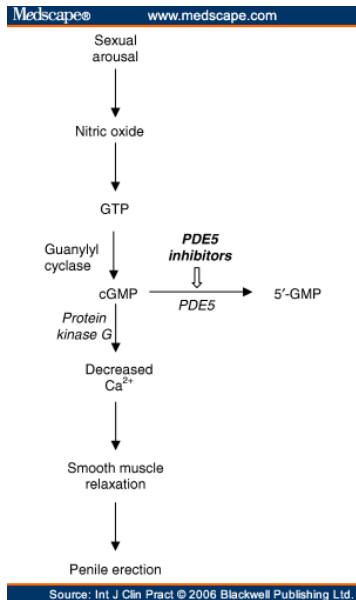 Medscape® www.medscape.com
Sexual
arousal
Nitric oxide
GTP
Guanylyl
cyclase
PDE5
inhibitors
cGMP
PDE5
5′-GMP
Protein
kinase G
Decreased
Ca²⁺
Smooth muscle
relaxation
Penile erection
Source: Int J Clin Pract © 2006 Blackwell Publishing Ltd.